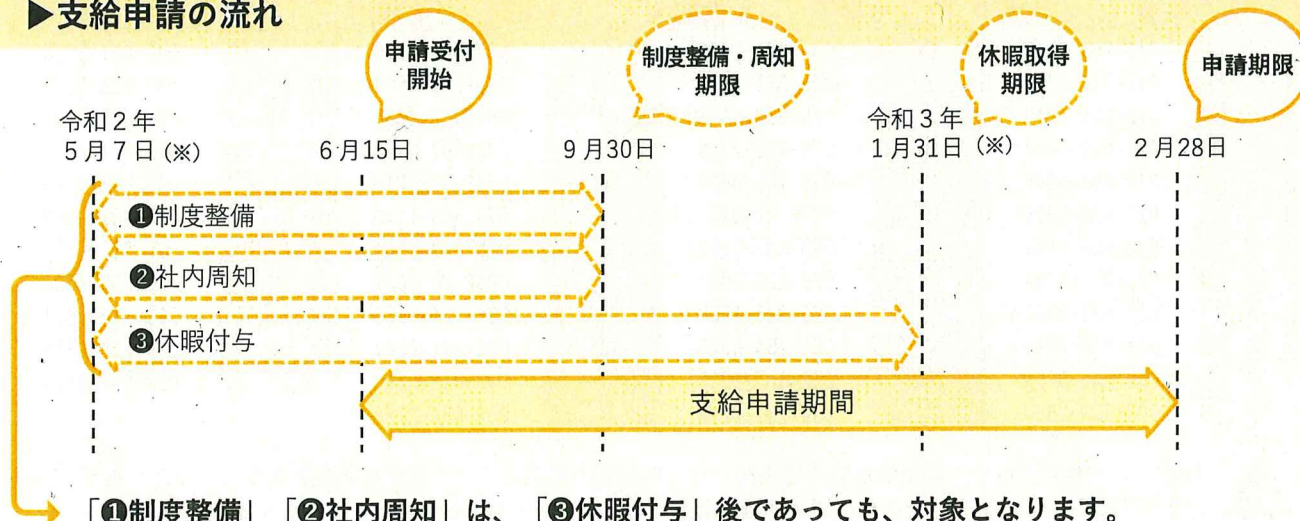 ▶支給申請の流れ
申請受付
開始
制度整備・周知
期限
休暇取得
期限
申請期限
令和2年
5月7日(※)
6月15日
9月30日
令和3年
1月31日(※)
2月28日
❶制度整備
❷社内周知
❸休暇付与
支給申請期間
「❶制度整備」「❷社内周知」は、「❸休暇付与」後であっても、対象となります。